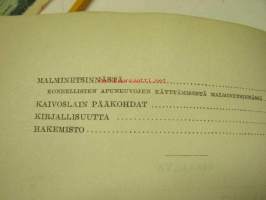 MALMINETSINNÄSTÄ
KONEELLISTEN APUNEUVOJEN KÄYTTÄMISESTÄ MALMINETSINNÄSSÄ
KAIVOSLAIN PÄÄKOHDAT
KIRJALLISUUTTA
HAKEMISTO